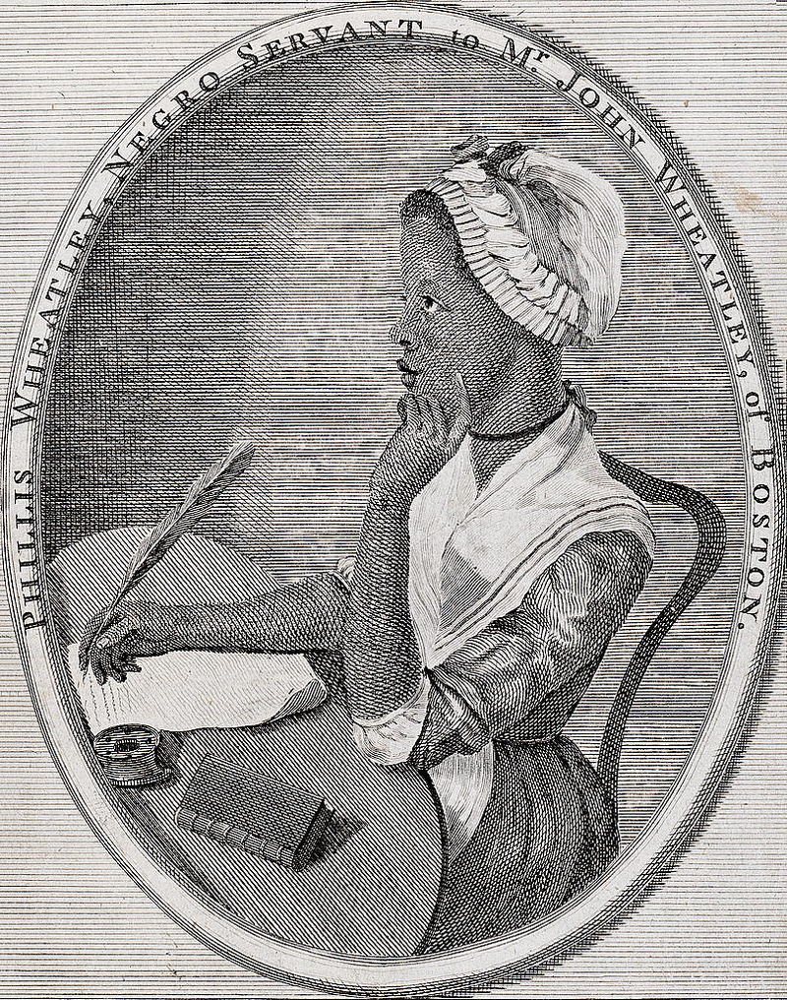 PHILLIS WHEATLEY, NEGRO SERVANT to Mr. JOHN WHEATLEY, of BOSTON.